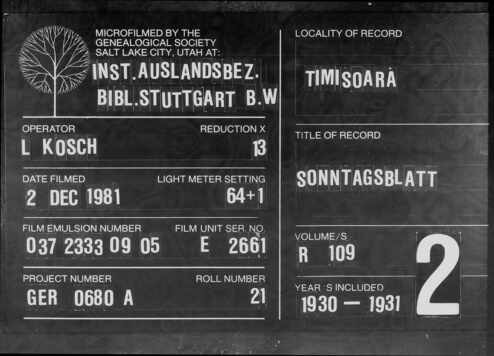 MICROFILMED BY THE
GENEALOGICAL SOCIETY
SALT LAKE CITY, UTAH AT:
INST.AUSLANDSBEZ.
BIBL.STUTTGART B.W
OPERATOR REDUCTION X
L KOSCH 13
DATE FILMED LIGHT METER SETTING
2 DEC 1981 64+1
FILM EMULSION NUMBER FILM UNIT SER. NO.
037 2333 09 05 E 2661
PROJECT NUMBER ROLL NUMBER
GER 0680 A 21
LOCALITY OF RECORD
TIMISOARA
TITLE OF RECORD
SONNTAGSBLATT
VOLUME/S
R 109
YEAR/S INCLUDED
1930 — 1931
2